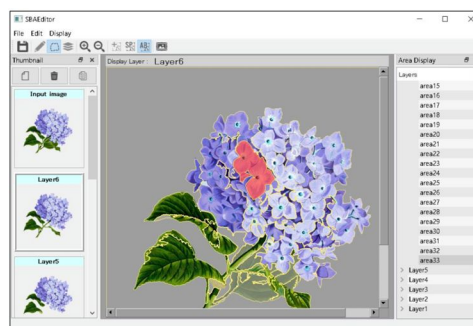 SBAEditor
File Edit Display
SP AB
Thumbnail
Display Layer : Layer6
Area Display
Input image
Layer6
Layer5
Layers
area15
area16
area17
area18
area19
area20
area21
area22
area23
area24
area25
area26
area27
area28
area29
area30
area31
area32
area33
Layer5
Layer4
Layer3
Layer2
Layer1